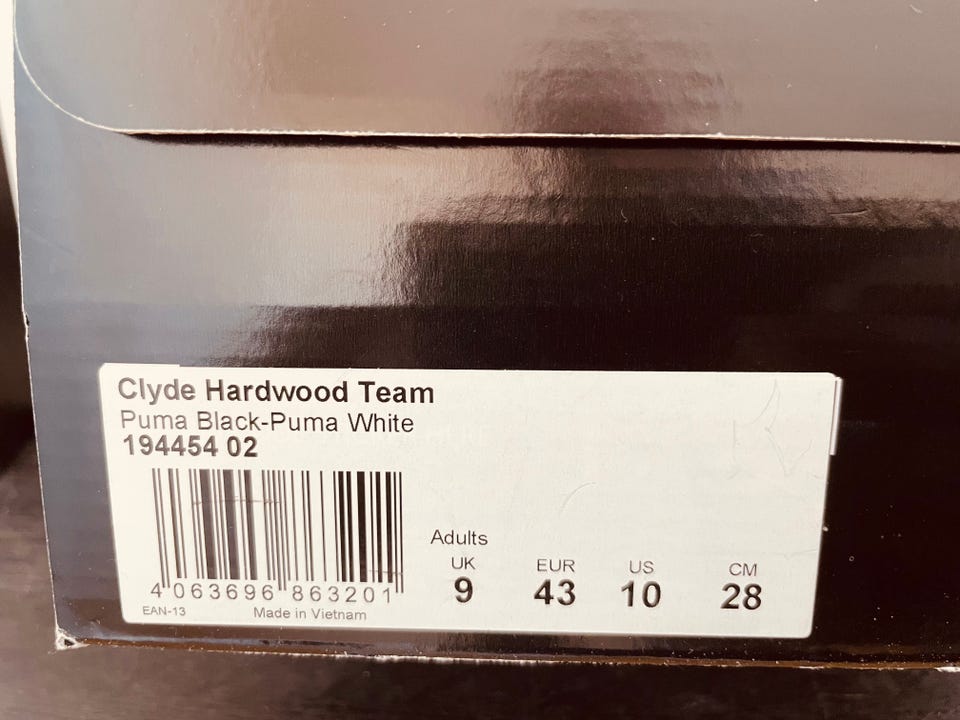 Clyde Hardwood Team
Puma Black-Puma White
194454 02
4 063696 863201
EAN-13
Made in Vietnam
Adults
UK EUR US CM
9 43 10 28